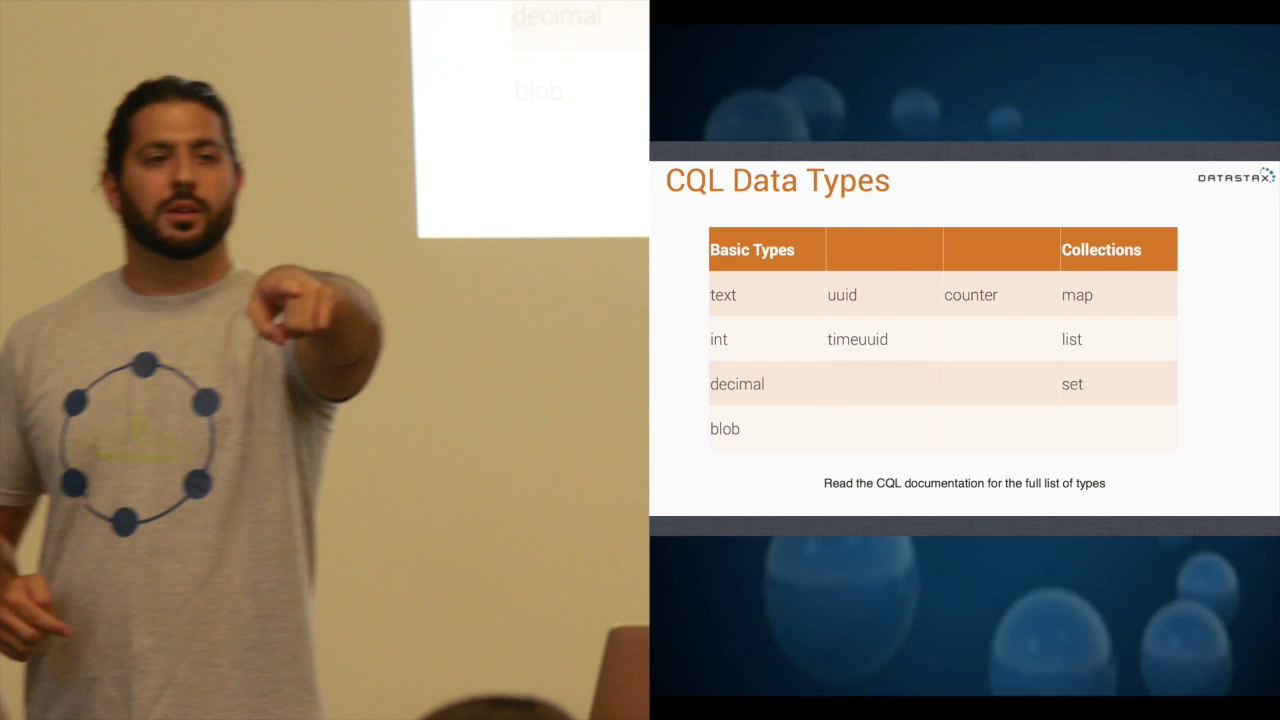 decimal
blob
CQL Data Types
DATASTAX
Basic Types Collections
text uuid counter map
int timeuuid list
decimal set
blob
Read the CQL documentation for the full list of types